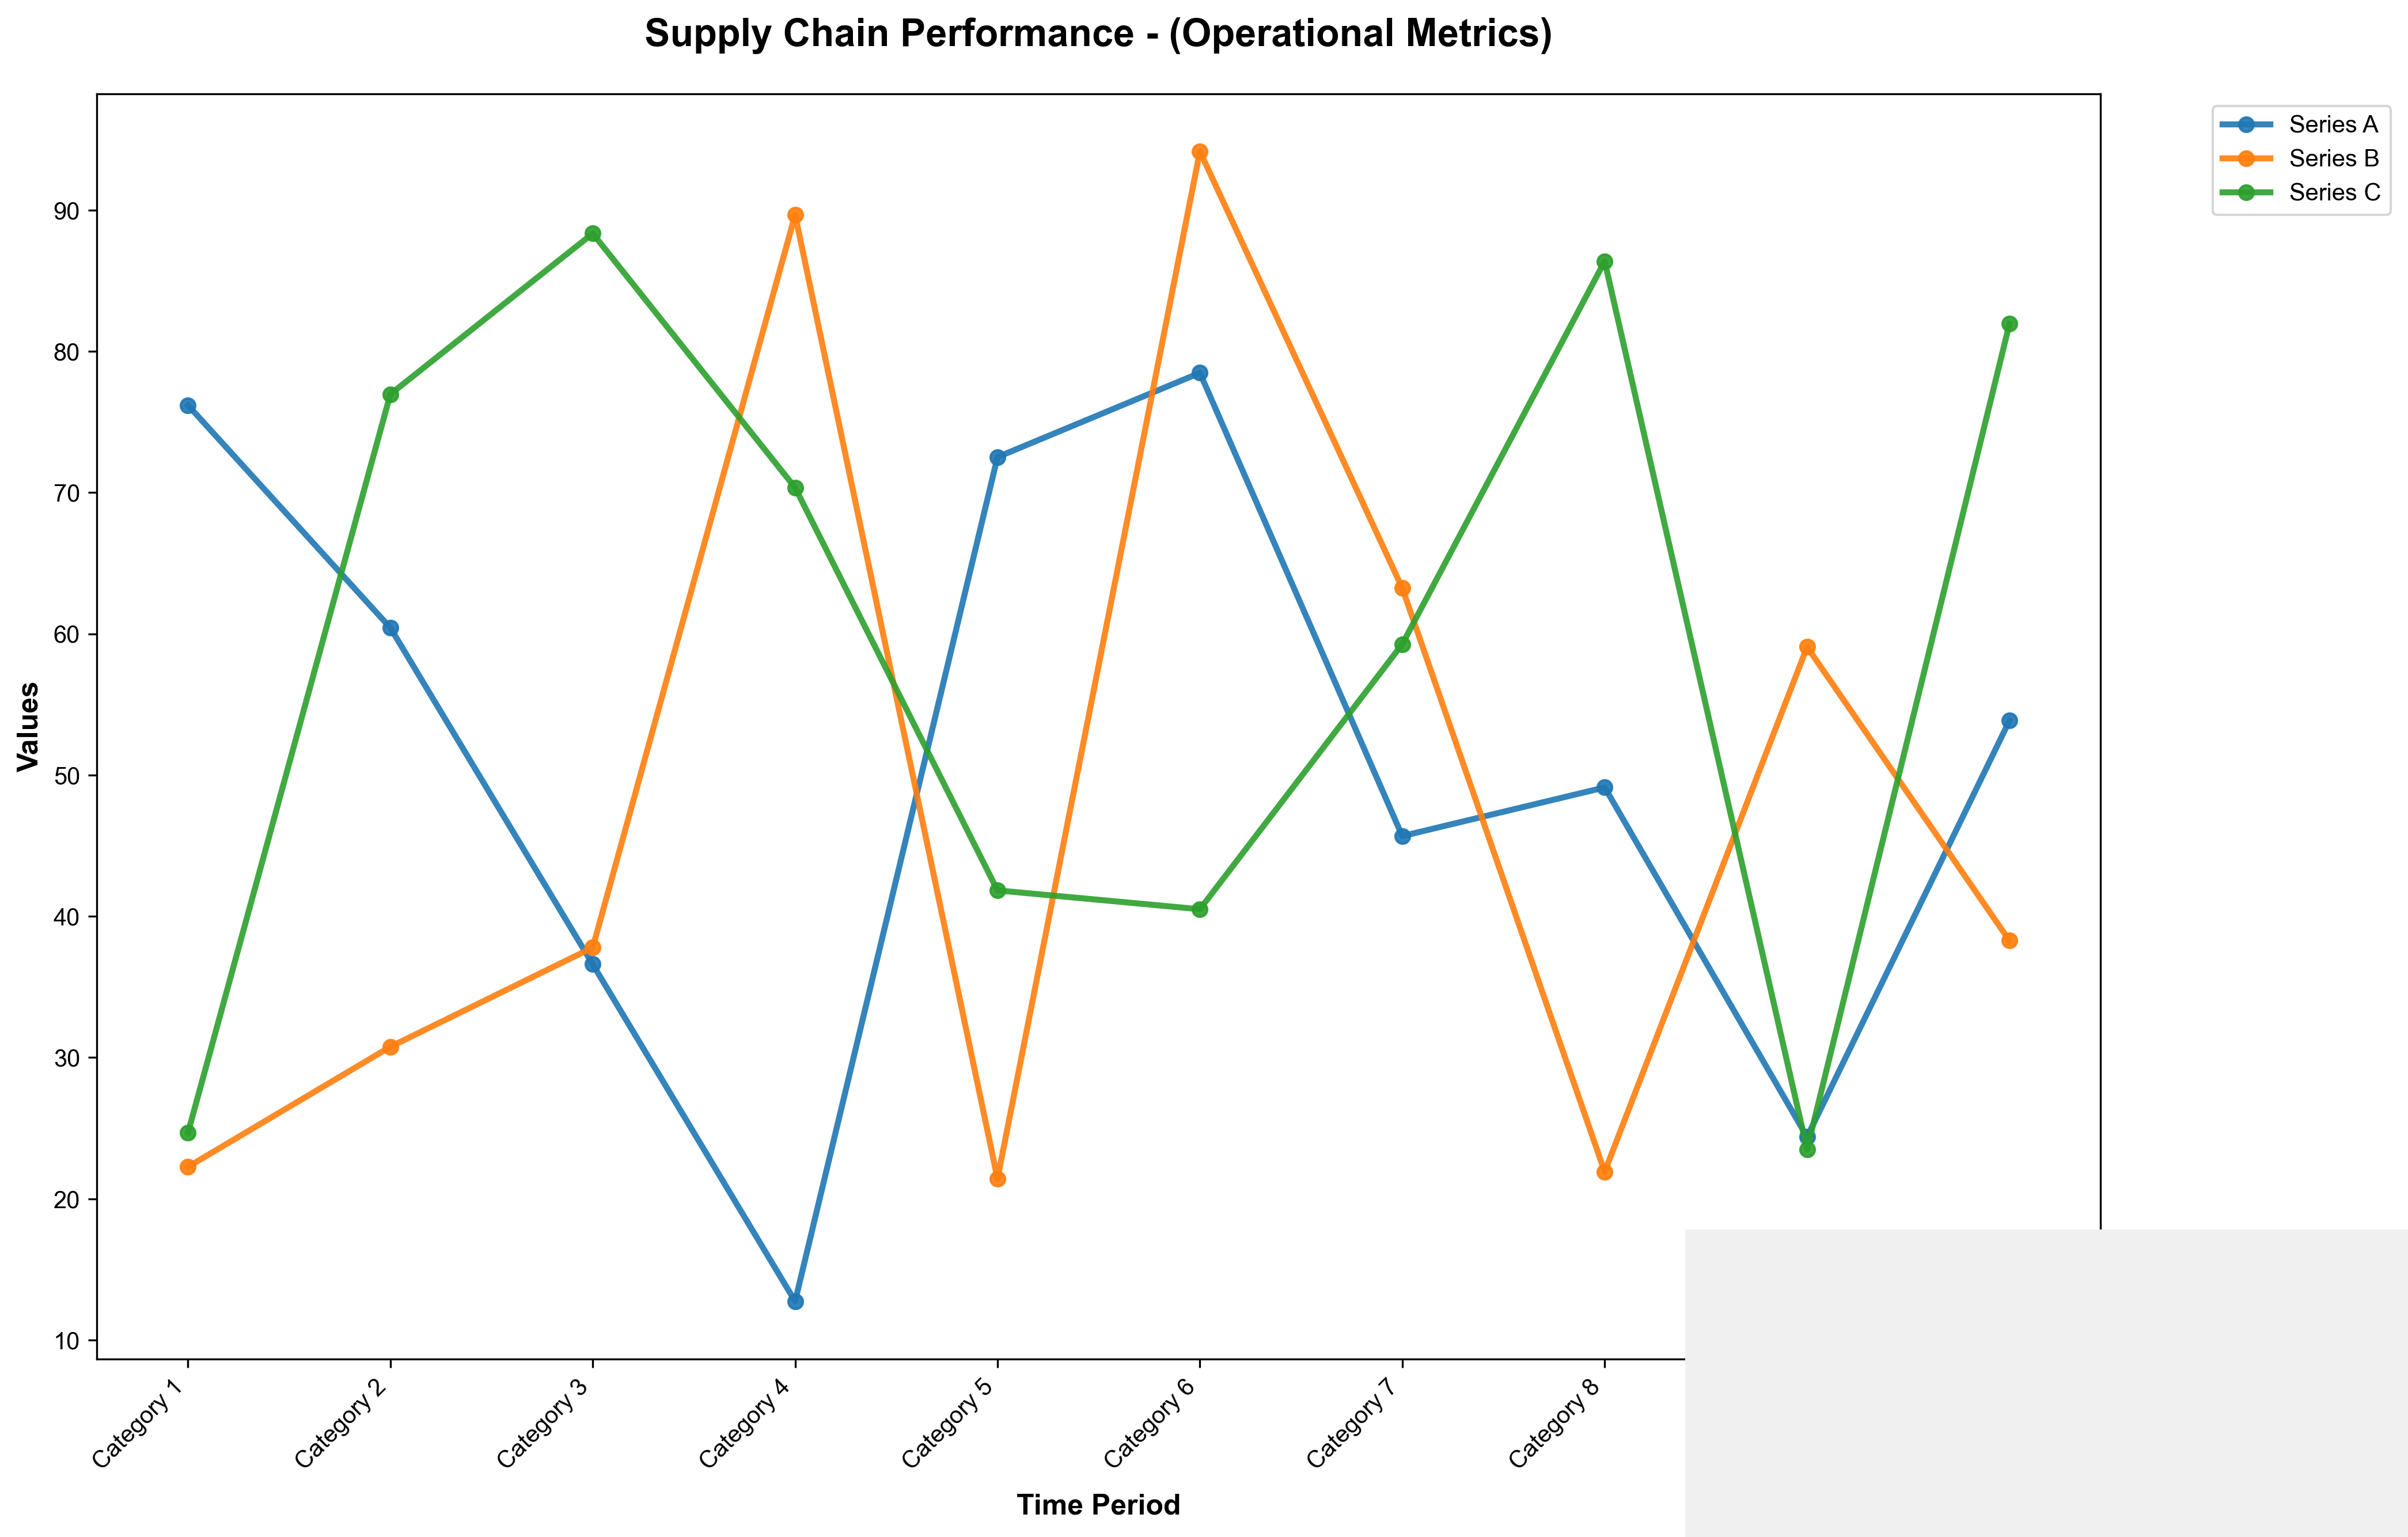 Supply Chain Performance - (Operational Metrics)
Series A
Series B
Series C
Values
90
80
70
60
50
40
30
20
10
Category 1
Category 2
Category 3
Category 4
Category 5
Category 6
Category 7
Category 8
Time Period